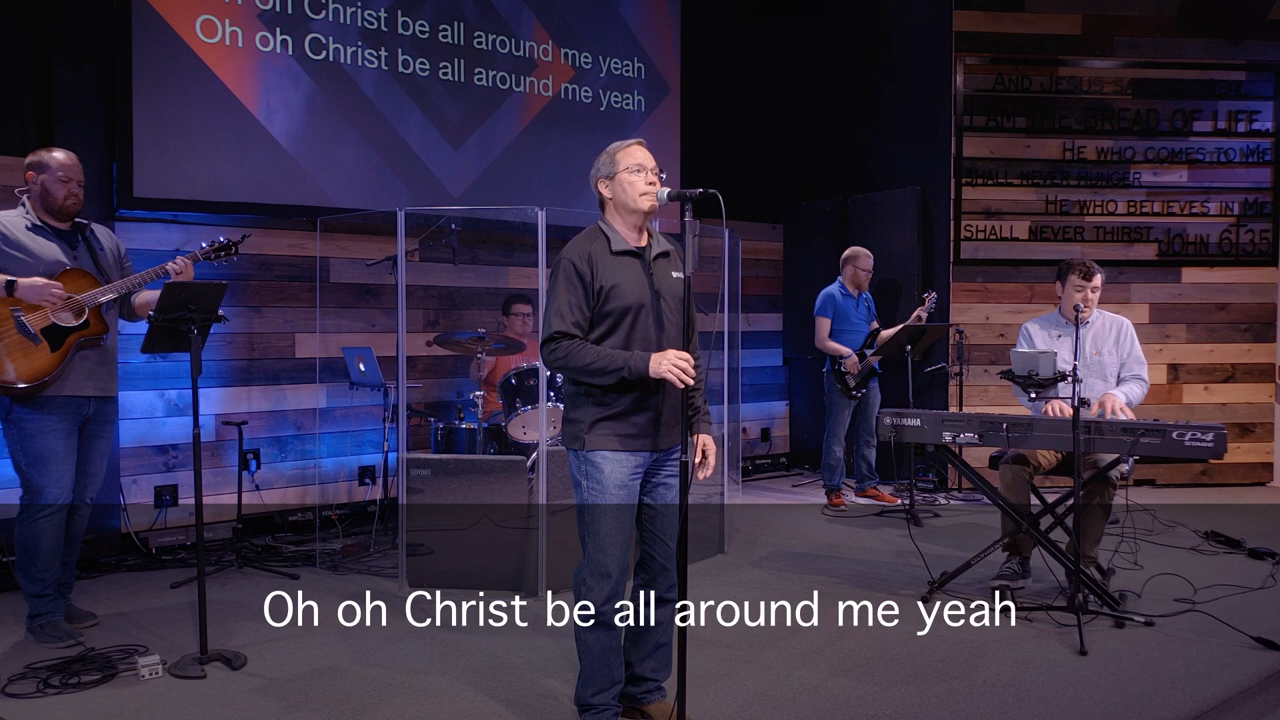 oh Christ be all around me yeah
Oh oh Christ be all around me yeah
AND JESUS
I AM THE BREAD OF LIFE.
HE WHO COMES TO ME
SHALL NEVER HUNGER
HE WHO BELIEVES IN ME
SHALL NEVER THIRST JOHN 6:35
YAMAHA
CP4
STAGE
Oh oh Christ be all around me yeah